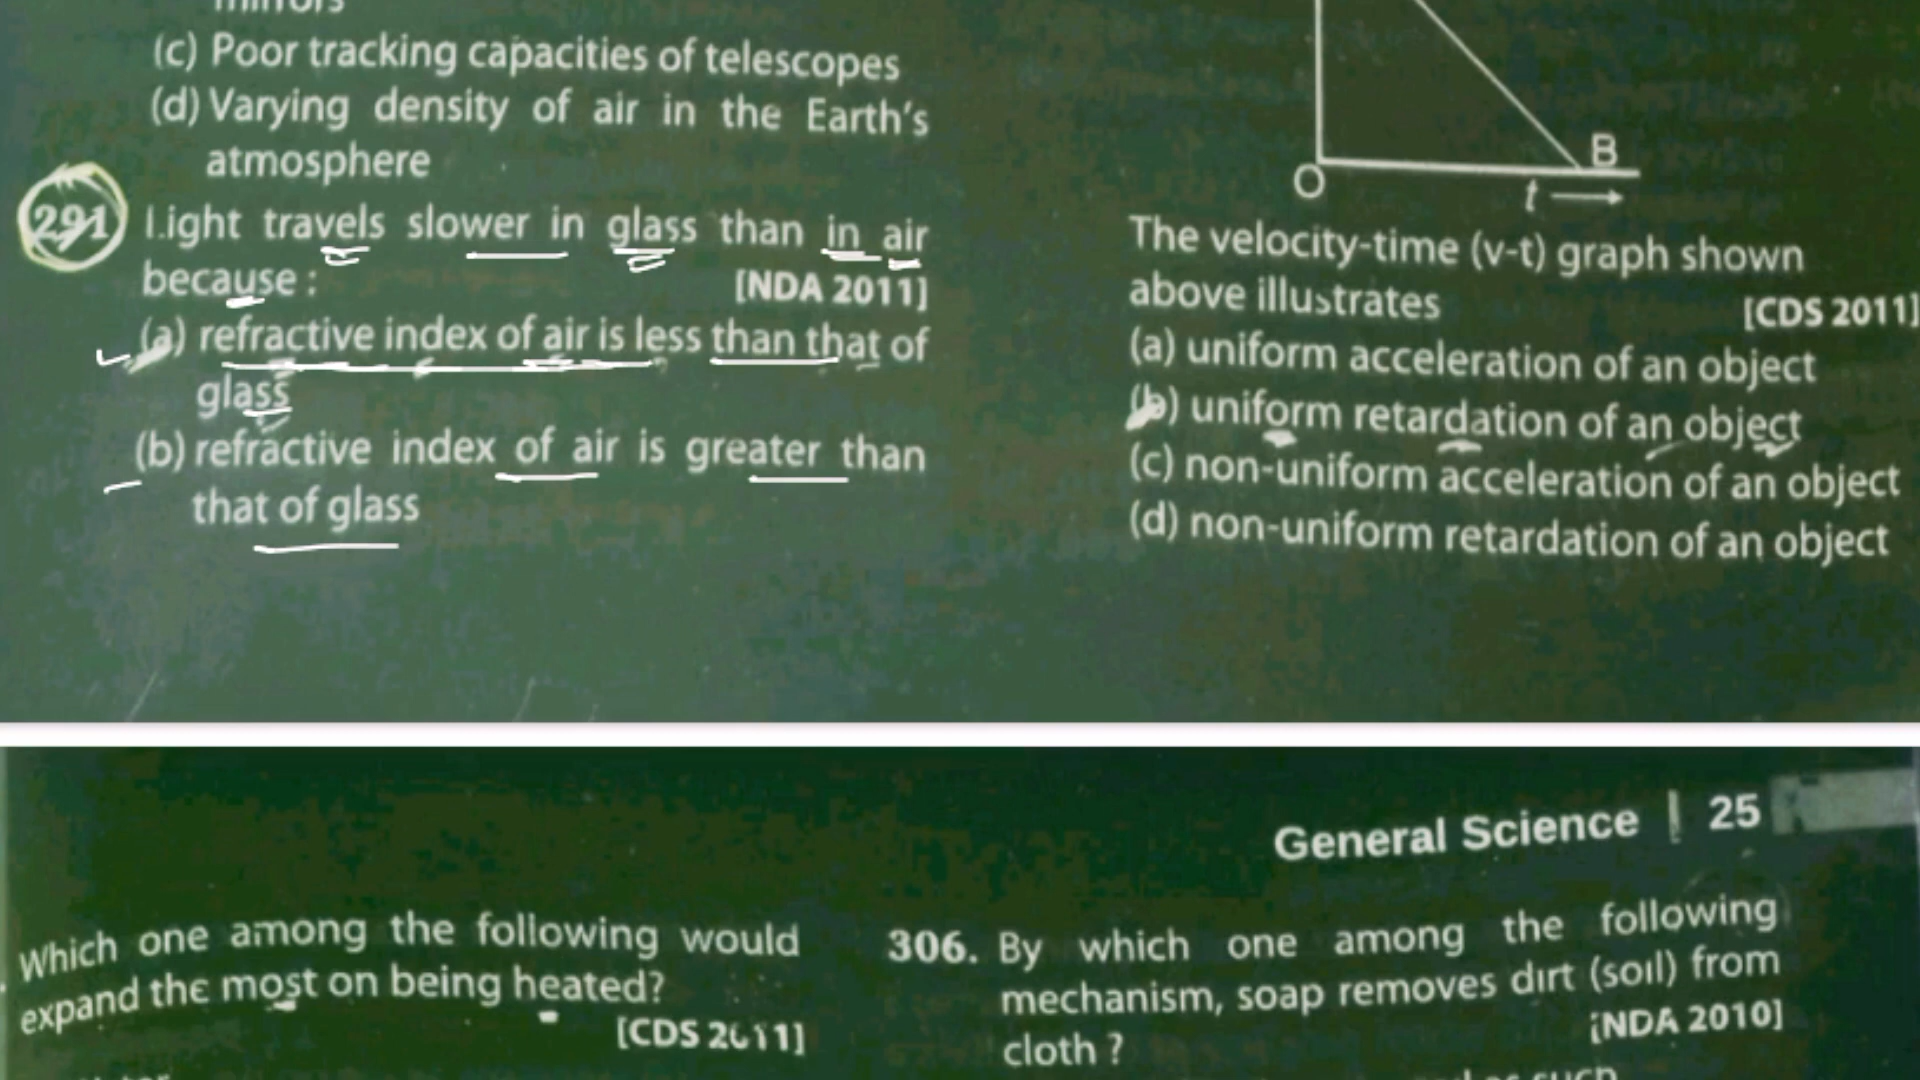 (c) Poor tracking capacities of telescopes
(d) Varying density of air in the Earth's
atmosphere
291 Light travels slower in glass than in air
because : [NDA 2011]
(a) refractive index of air is less than that of
glass
(b) refractive index of air is greater than
that of glass
B
O
t
The velocity-time (v-t) graph shown
above illustrates [CDS 2011]
(a) uniform acceleration of an object
(b) uniform retardation of an object
(c) non-uniform acceleration of an object
(d) non-uniform retardation of an object
General Science | 25
Which one among the following would
expand the most on being heated?
[CDS 2011]
306. By which one among the following
mechanism, soap removes dirt (soil) from
[NDA 2010]
cloth ?